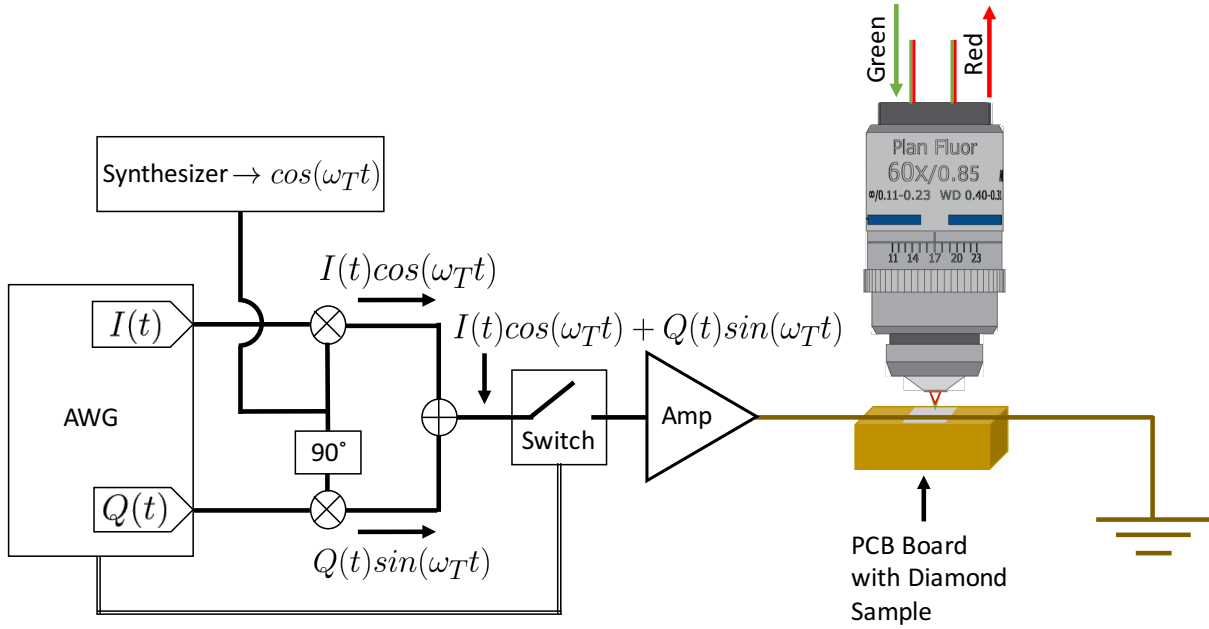 Green
Red
Plan Fluor
60x/0.85
∞/0.11-0.23 WD 0.40-0.31
11 14 17 20 23
Synthesizer → cos(ω_T t)
I(t)cos(ω_T t)
I(t)
I(t)cos(ω_T t) + Q(t)sin(ω_T t)
AWG
Amp
Switch
90°
Q(t)
Q(t)sin(ω_T t)
PCB Board
with Diamond
Sample